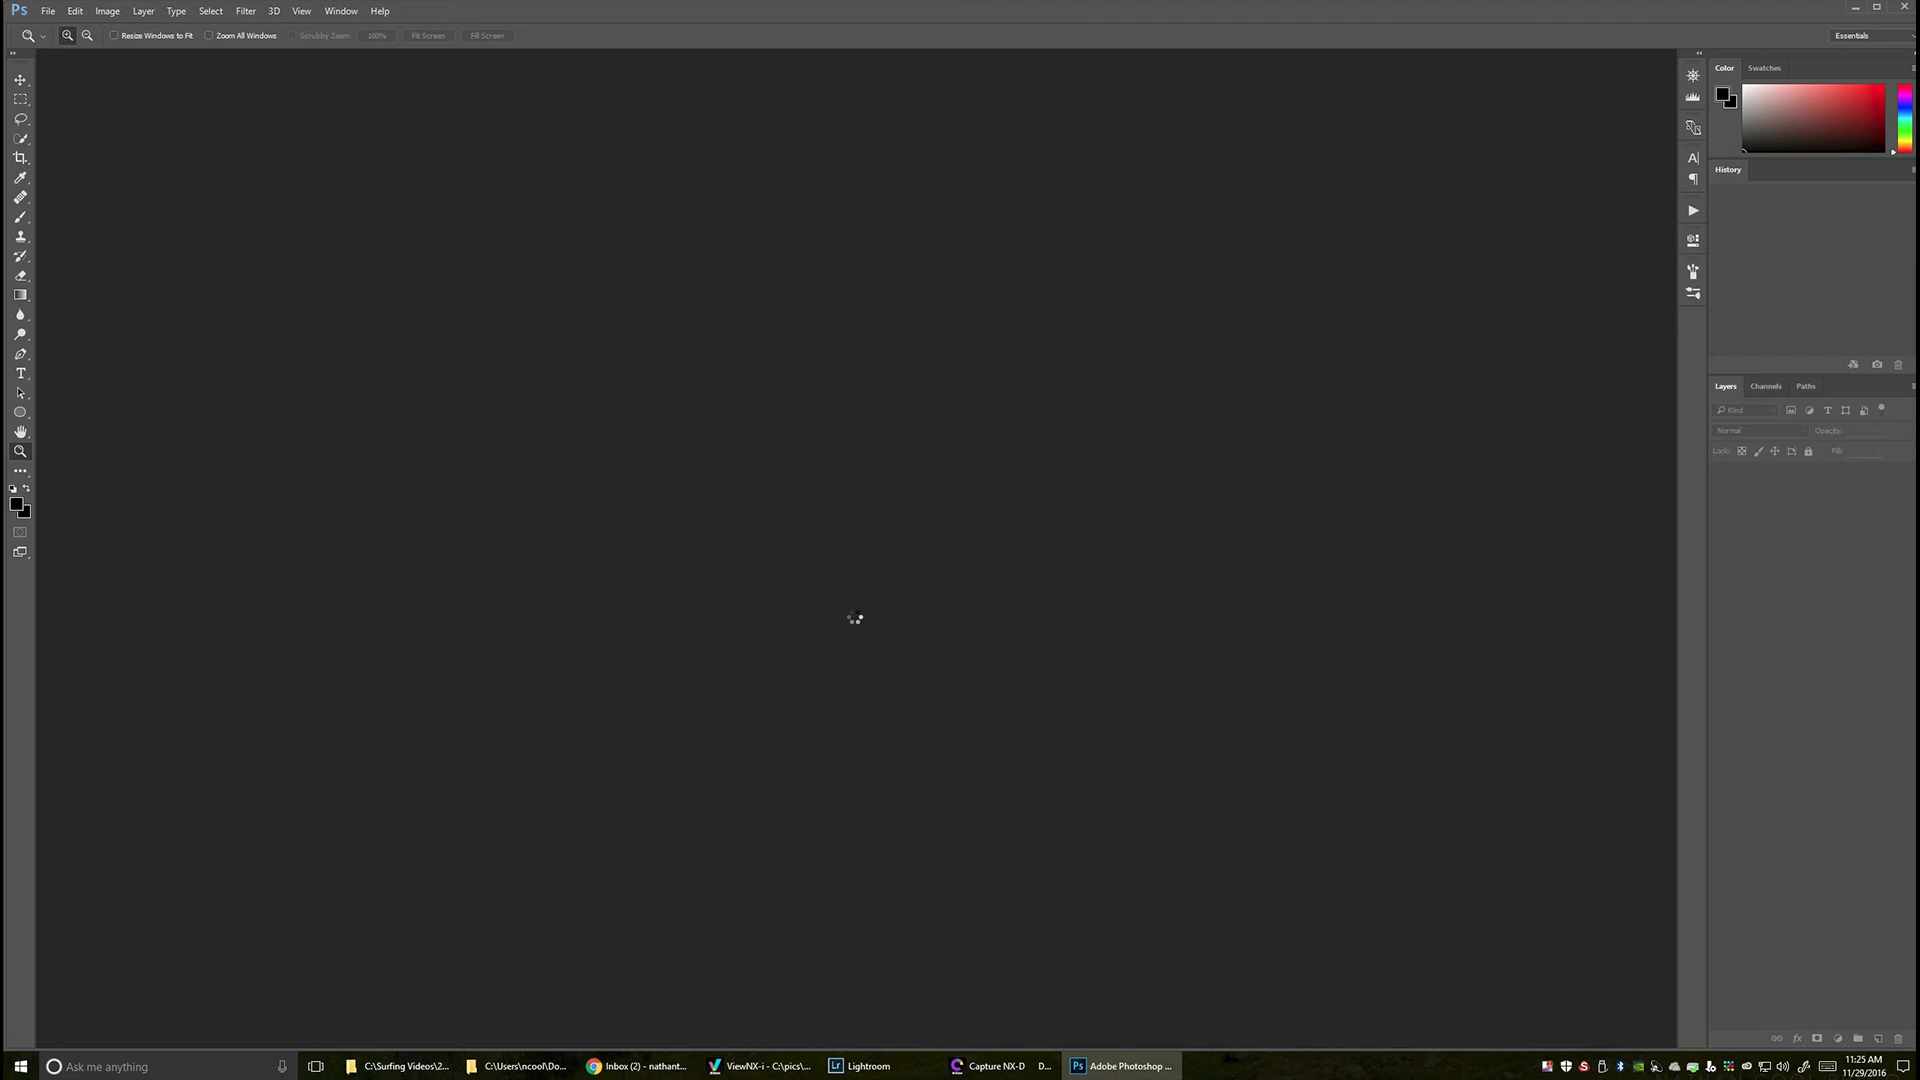 Ps File Edit Image Layer Type Select Filter 3D View Window Help
Resize Windows to Fit Zoom All Windows Scrubby Zoom 100% Fit Screen Fill Screen Essentials
Color Swatches
History
Layers Channels Paths
Kind
Normal Opacity:
Lock: Fill:
Ask me anything C:\Surfing Videos\2... C:\Users\ncool\Do... Inbox (2) - nathant... ViewNX-i - C:\pics\... Lightroom Capture NX-D D... Ps Adobe Photoshop ... 11:25 AM
11/29/2016